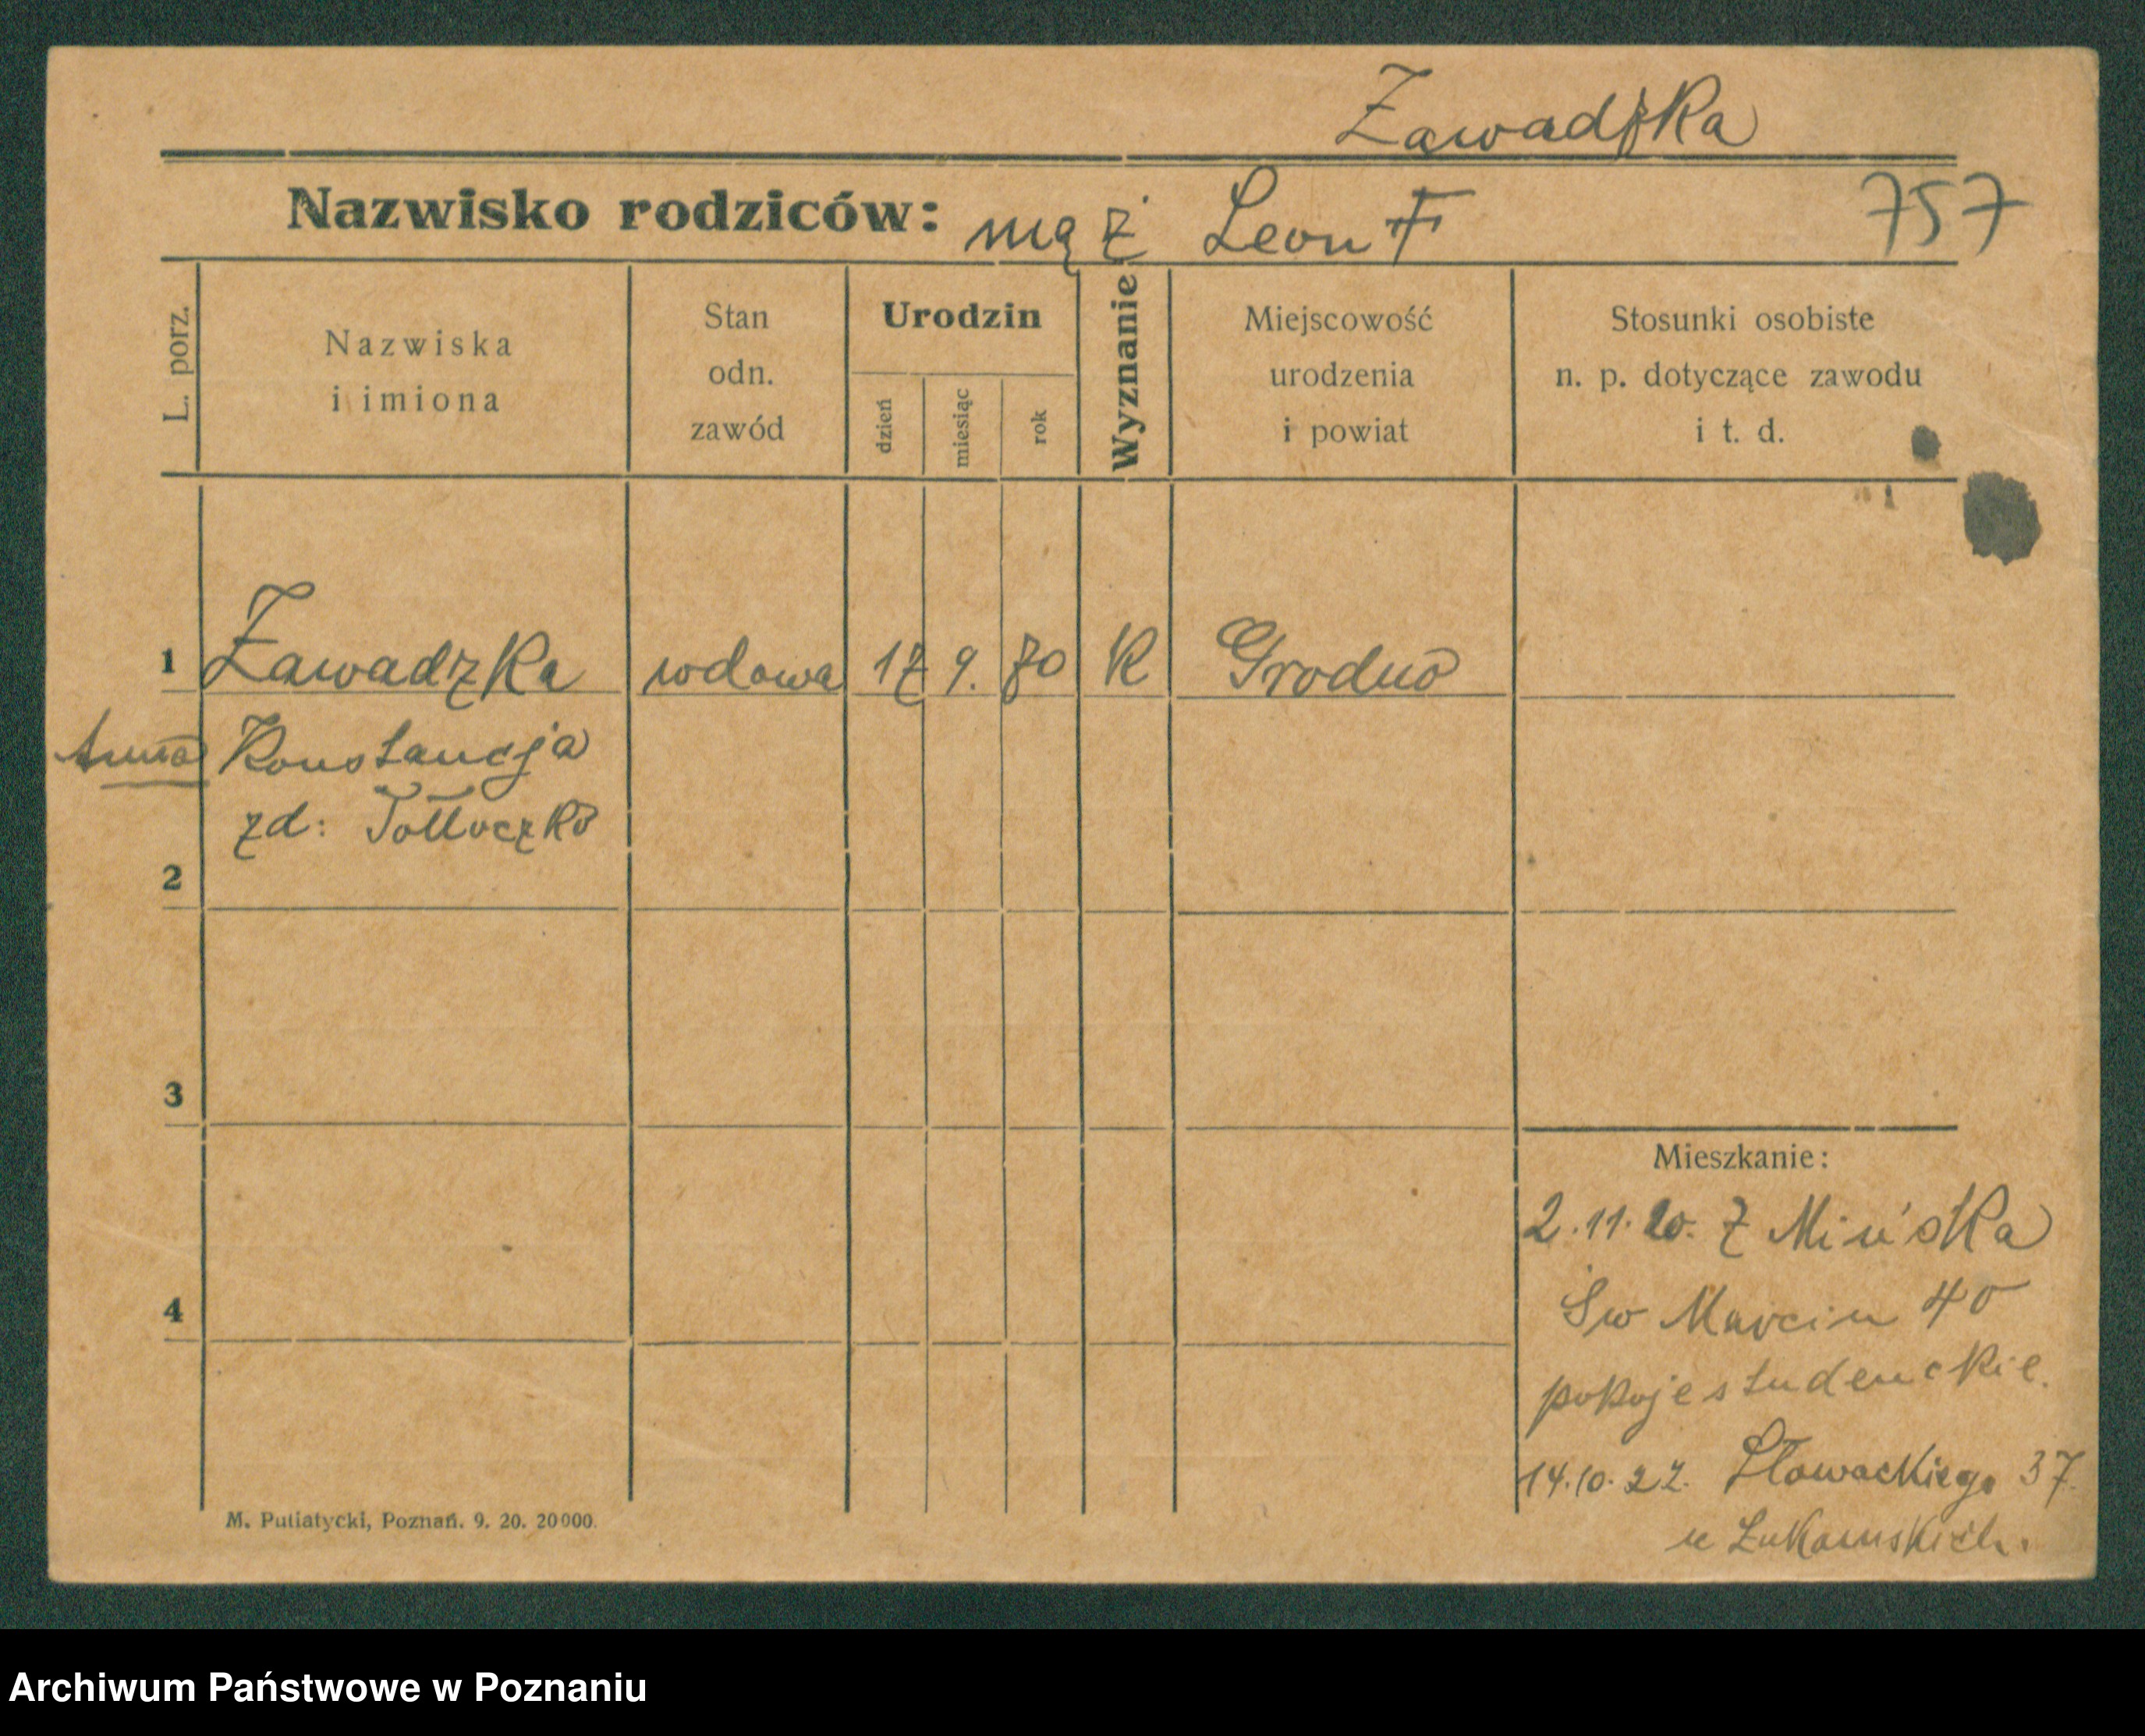 Zawadzka
Nazwisko rodziców: mąż Leon †
757
L. porz.
Nazwiska
i imiona
Stan
odn.
zawód
Urodzin
dzień
miesiąc
rok
Wyznanie
Miejscowość
urodzenia
i powiat
Stosunki osobiste
n. p. dotyczące zawodu
i t. d.
1 Zawadzka wdowa 17 9. 70 K Grodno
Anna Konstancja
zd: Tołłoczko
2
3
Mieszkanie:
2.11.20. Z Mińska
Św Marcin 40
4
pokoje studenckie.
14.10.22. Słowackiego 37.
u Łukomskich.
M. Putiatycki, Poznań. 9. 20. 20000.
Archiwum Państwowe w Poznaniu